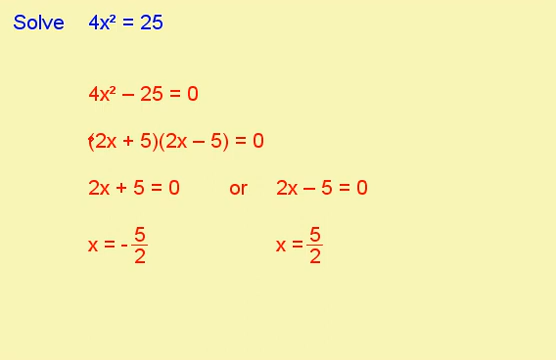 Solve 4x² = 25
4x² – 25 = 0
(2x + 5)(2x – 5) = 0
2x + 5 = 0 or 2x – 5 = 0
x = - 5/2 x = 5/2